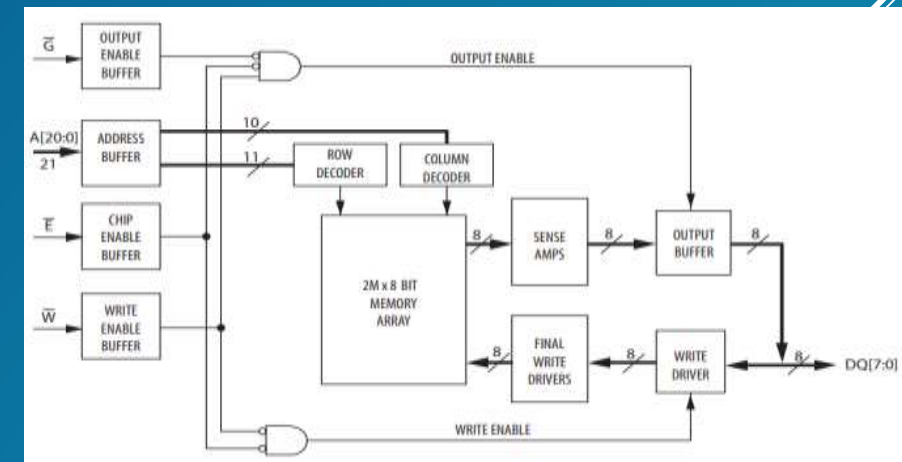 G̅
OUTPUT
ENABLE
BUFFER
OUTPUT ENABLE
A[20:0]
21
ADDRESS
BUFFER
10
11
ROW
DECODER
COLUMN
DECODER
E̅
CHIP
ENABLE
BUFFER
2M x 8 BIT
MEMORY
ARRAY
8
SENSE
AMPS
8
OUTPUT
BUFFER
8
W̅
WRITE
ENABLE
BUFFER
8
FINAL
WRITE
DRIVERS
8
WRITE
DRIVER
8
DQ[7:0]
WRITE ENABLE